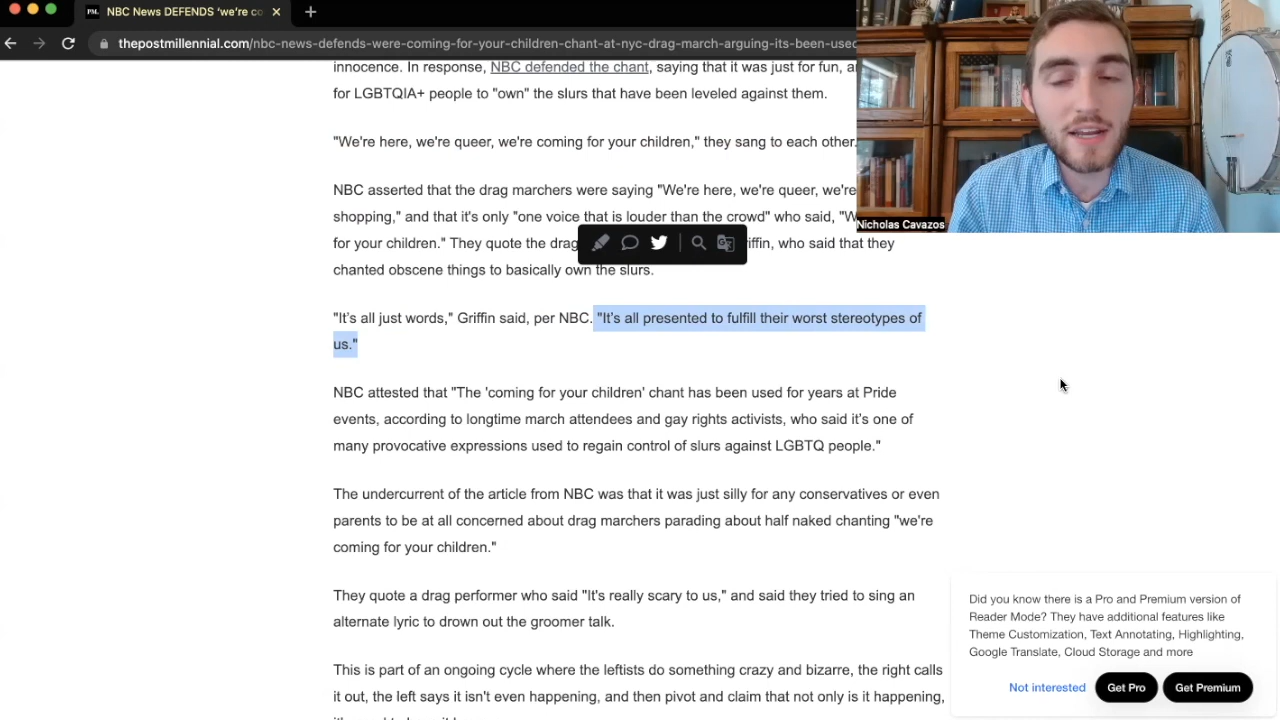 NBC News DEFENDS ‘we’re co
thepostmillennial.com/nbc-news-defends-were-coming-for-your-children-chant-at-nyc-drag-march-arguing-its-been-used
innocence. In response, NBC defended the chant, saying that it was just for fun,
for LGBTQIA+ people to "own" the slurs that have been leveled against them.
"We're here, we're queer, we're coming for your children," they sang to each other.
NBC asserted that the drag marchers were saying "We're here, we're queer, we're
shopping," and that it's only "one voice that is louder than the crowd" who said,
for your children." They quote the drag who said that they
chanted obscene things to basically own the slurs.
"It’s all just words," Griffin said, per NBC. "It’s all presented to fulfill their worst stereotypes of
us."
NBC attested that "The 'coming for your children' chant has been used for years at Pride
events, according to longtime march attendees and gay rights activists, who said it’s one of
many provocative expressions used to regain control of slurs against LGBTQ people."
The undercurrent of the article from NBC was that it was just silly for any conservatives or even
parents to be at all concerned about drag marchers parading about half naked chanting "we're
coming for your children."
They quote a drag performer who said "It's really scary to us," and said they tried to sing an
alternate lyric to drown out the groomer talk.
This is part of an ongoing cycle where the leftists do something crazy and bizarre, the right calls
it out, the left says it isn't even happening, and then pivot and claim that not only is it happening,
Nicholas Cavazos
Did you know there is a Pro and Premium version of
Reader Mode? They have additional features like
Theme Customization, Text Annotating, Highlighting,
Google Translate, Cloud Storage and more
Not interested Get Pro Get Premium